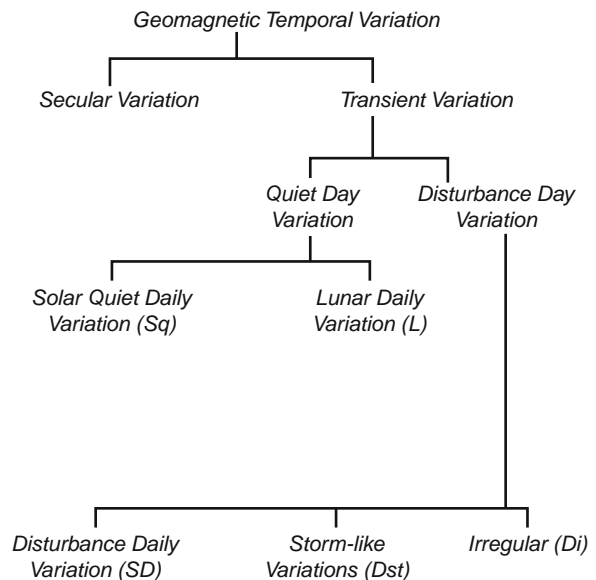 Geomagnetic Temporal Variation
Secular Variation
Transient Variation
Quiet Day
Variation
Disturbance Day
Variation
Solar Quiet Daily
Variation (Sq)
Lunar Daily
Variation (L)
Disturbance Daily
Variation (SD)
Storm-like
Variations (Dst)
Irregular (Di)